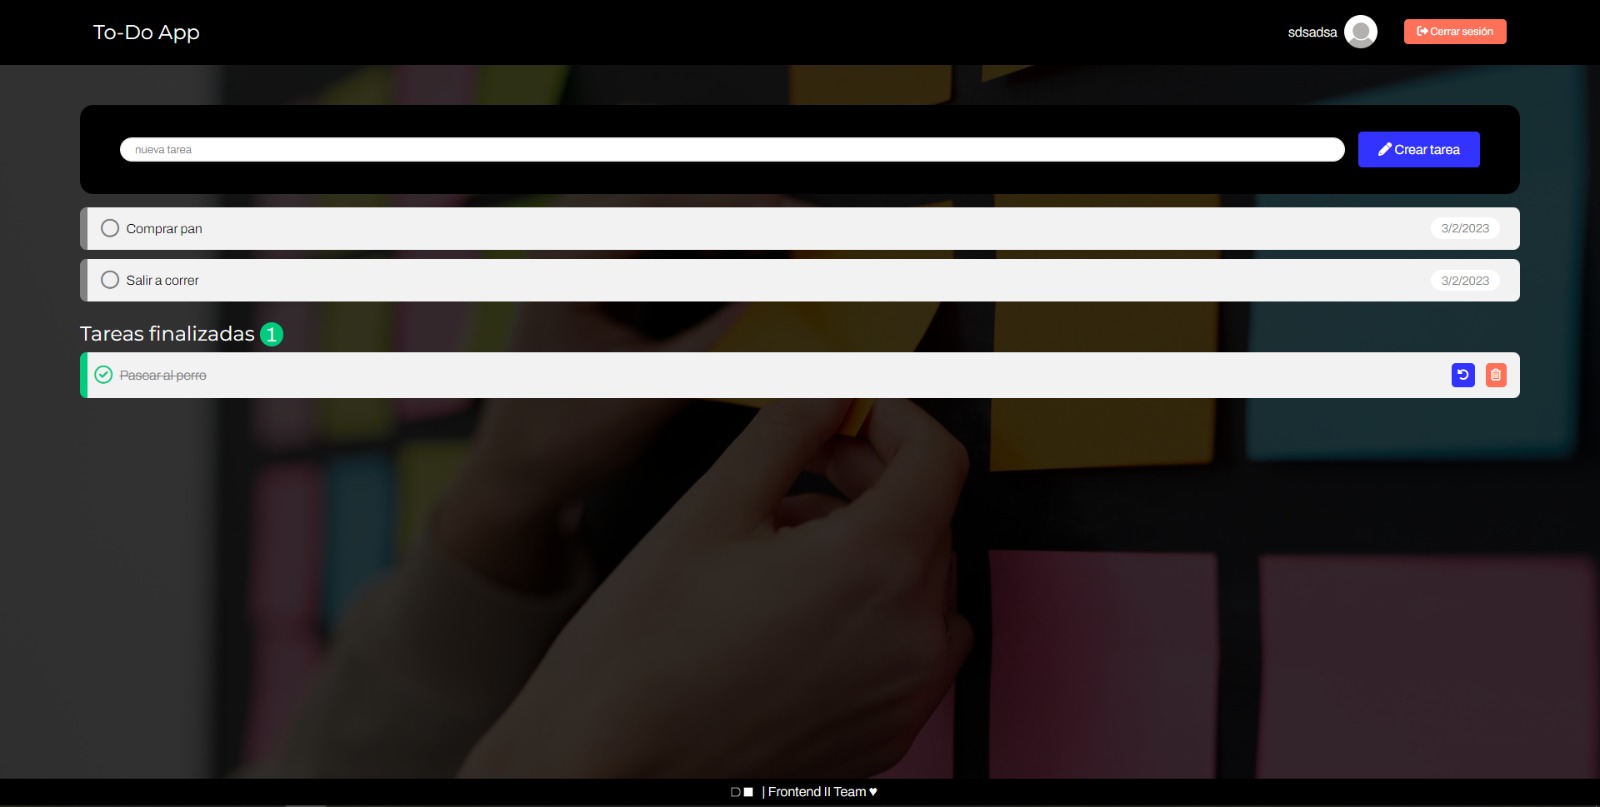 To-Do App
sdsadsa
Cerrar sesión
nueva tarea
Crear tarea
Comprar pan
3/2/2023
Salir a correr
3/2/2023
Tareas finalizadas 1
Pasear al perro
| Frontend II Team ♥